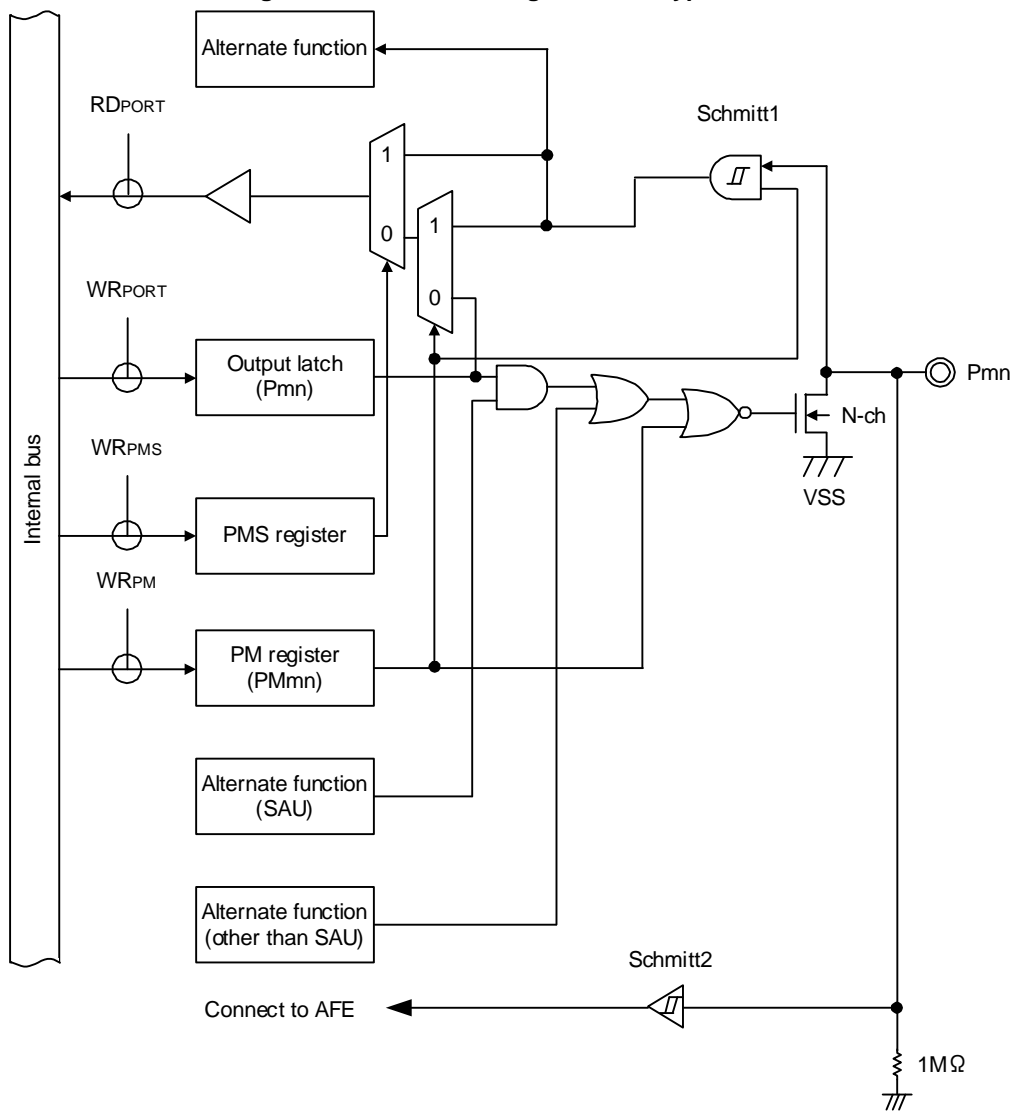 Alternate function
RDPORT
Schmitt1
1
0
1
0
WRPORT
Output latch
(Pmn)
Pmn
N-ch
VSS
Internal bus
WRPMS
PMS register
WRPM
PM register
(PMmn)
Alternate function
(SAU)
Alternate function
(other than SAU)
Schmitt2
Connect to AFE
1MΩ